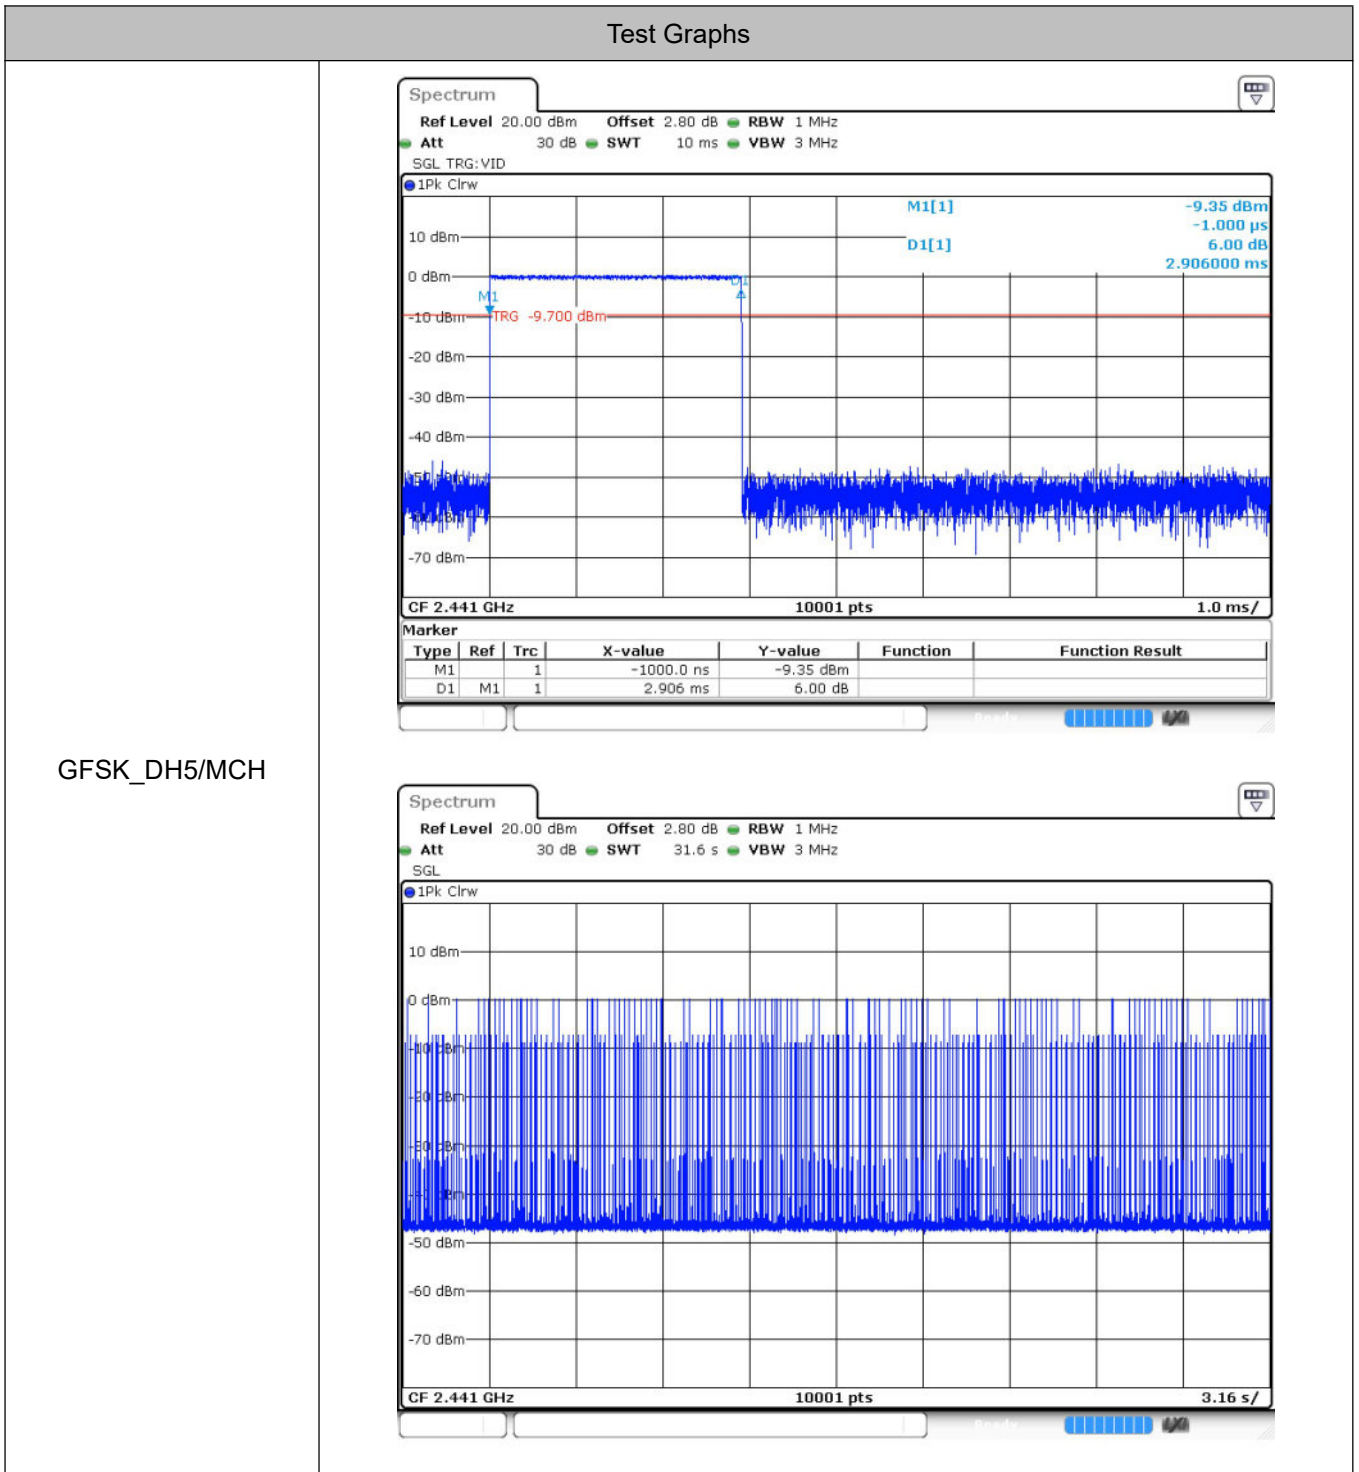 Test Graphs
GFSK_DH5/MCH
Spectrum
Ref Level 20.00 dBm Offset 2.80 dB RBW 1 MHz
Att 30 dB SWT 10 ms VBW 3 MHz
SGL TRG:VID
1Pk Clrw
M1[1] -9.35 dBm
-1.000 µs
10 dBm
D1[1] 6.00 dB
2.906000 ms
0 dBm
D1
M1
-10 dBm TRG -9.700 dBm
-20 dBm
-30 dBm
-40 dBm
-70 dBm
CF 2.441 GHz 10001 pts 1.0 ms/
Marker
Type Ref Trc X-value Y-value Function Function Result
M1 1 -1000.0 ns -9.35 dBm
D1 M1 1 2.906 ms 6.00 dB
Ready
Spectrum
Ref Level 20.00 dBm Offset 2.80 dB RBW 1 MHz
Att 30 dB SWT 31.6 s VBW 3 MHz
SGL
1Pk Clrw
10 dBm
0 dBm
-10 dBm
-20 dBm
-50 dBm
-60 dBm
-70 dBm
CF 2.441 GHz 10001 pts 3.16 s/
Ready